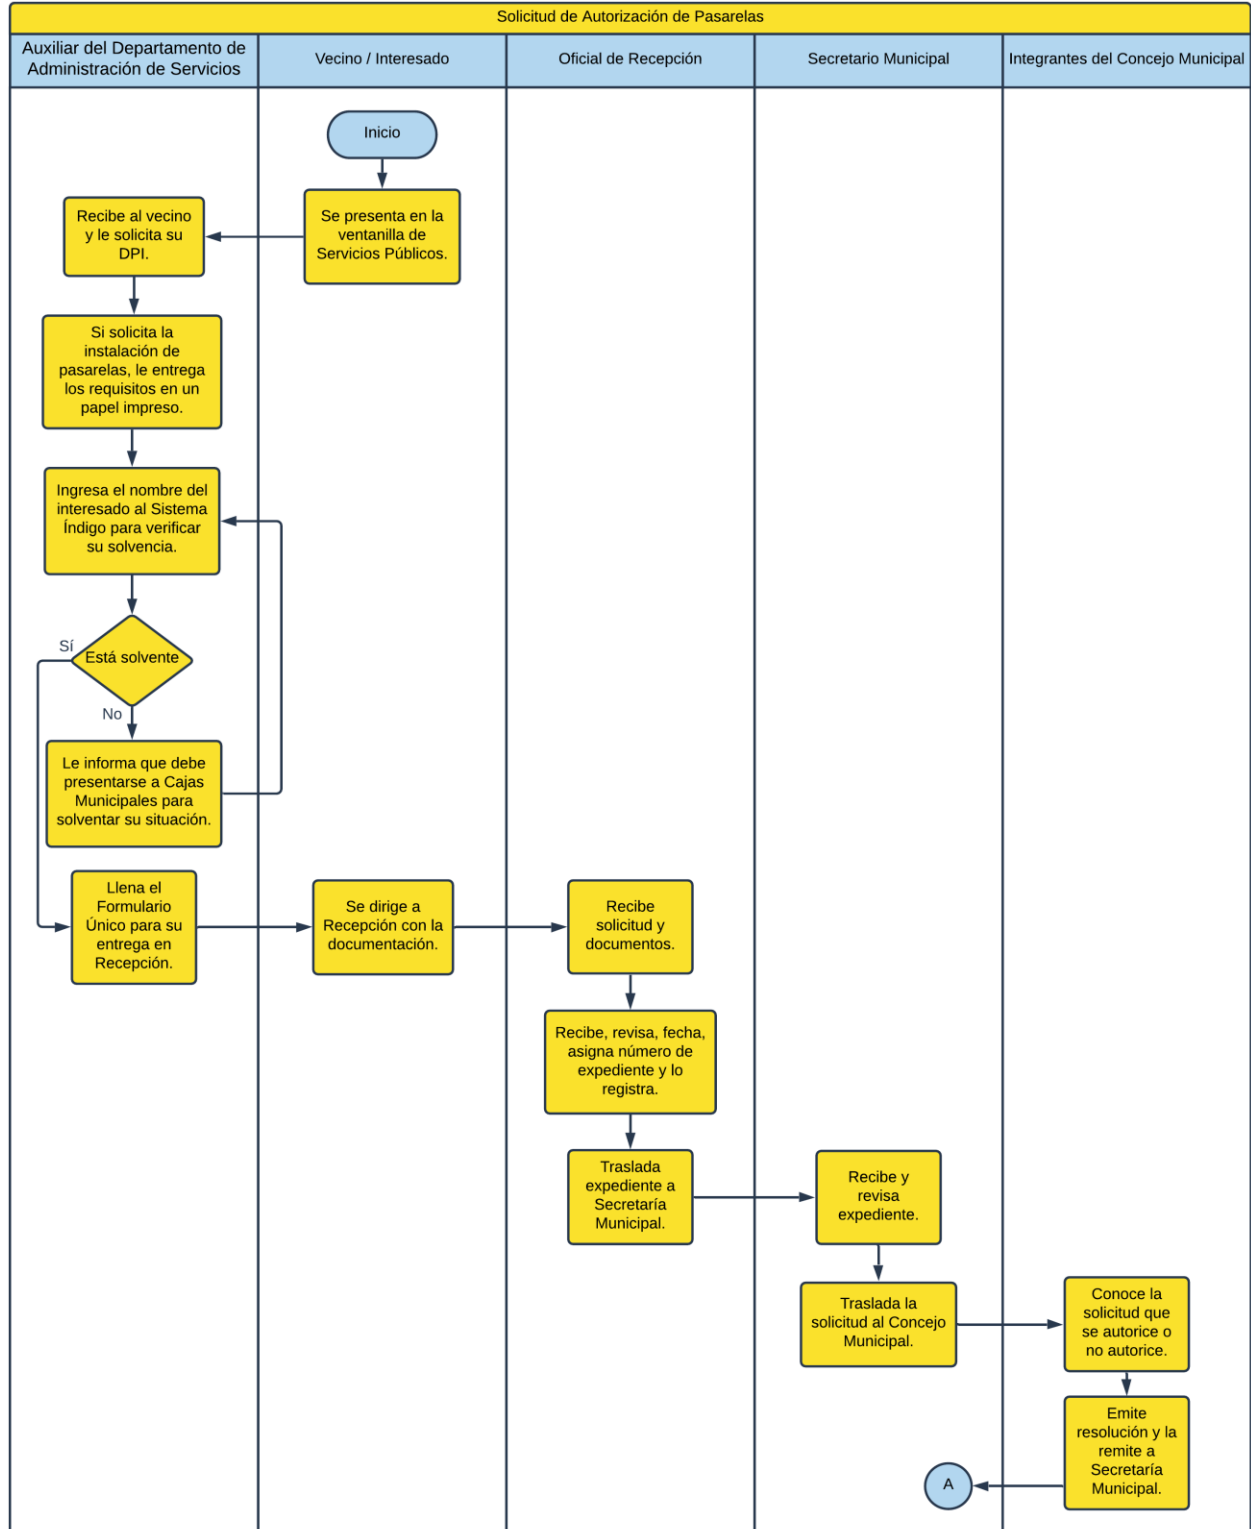 Solicitud de Autorización de Pasarelas
Auxiliar del Departamento de
Administración de Servicios
Vecino / Interesado
Oficial de Recepción
Secretario Municipal
Integrantes del Concejo Municipal
Inicio
Se presenta en la
ventanilla de
Servicios Públicos.
Recibe al vecino
y le solicita su
DPI.
Si solicita la
instalación de
pasarelas, le entrega
los requisitos en un
papel impreso.
Ingresa el nombre del
interesado al Sistema
Índigo para verificar
su solvencia.
Está solvente
Sí
No
Le informa que debe
presentarse a Cajas
Municipales para
solventar su situación.
Llena el
Formulario
Único para su
entrega en
Recepción.
Se dirige a
Recepción con la
documentación.
Recibe
solicitud y
documentos.
Recibe, revisa, fecha,
asigna número de
expediente y lo
registra.
Traslada
expediente a
Secretaría
Municipal.
Recibe y
revisa
expediente.
Traslada la
solicitud al Concejo
Municipal.
Conoce la
solicitud que
se autorice o
no autorice.
Emite
resolución y la
remite a
Secretaría
Municipal.
A